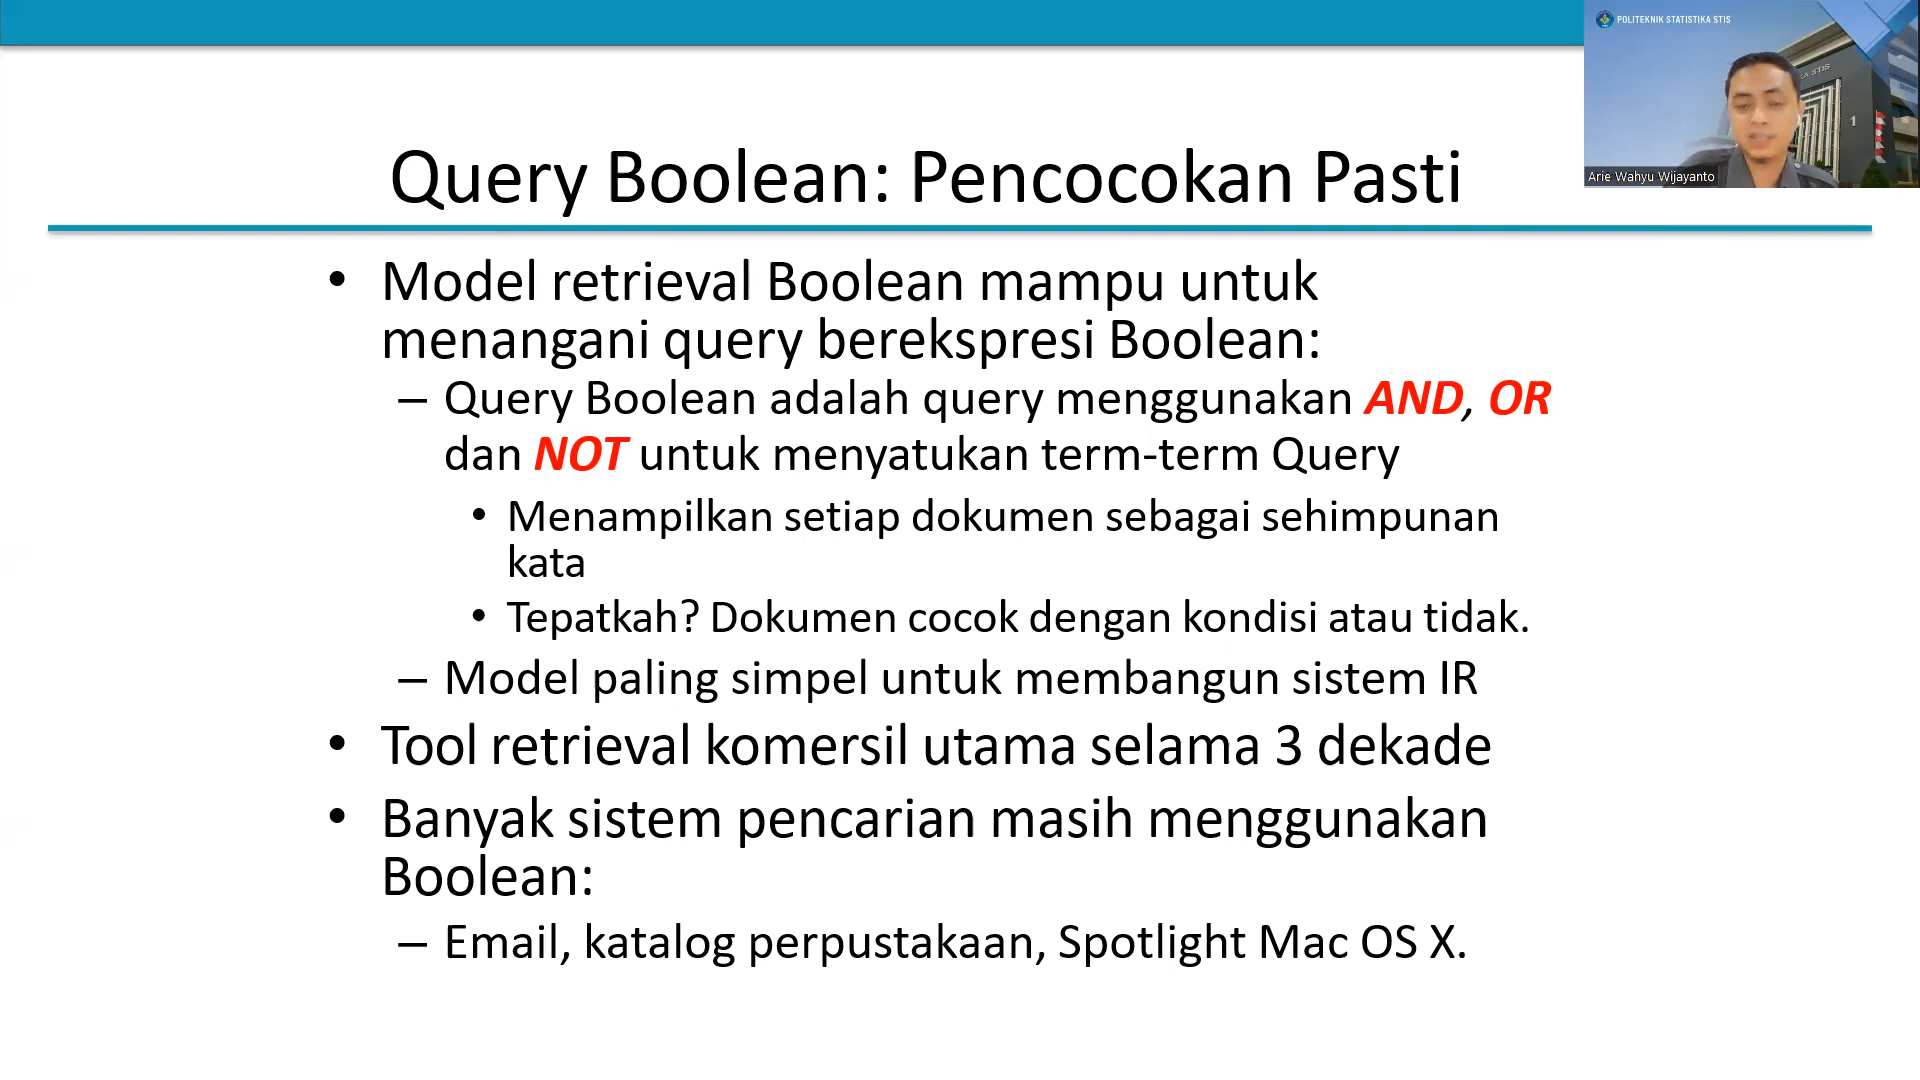 POLITEKNIK STATISTIKA STIS
Arie Wahyu Wijayanto
Query Boolean: Pencocokan Pasti
• Model retrieval Boolean mampu untuk
menangani query berekspresi Boolean:
– Query Boolean adalah query menggunakan AND, OR
dan NOT untuk menyatukan term-term Query
• Menampilkan setiap dokumen sebagai sehimpunan
kata
• Tepatkah? Dokumen cocok dengan kondisi atau tidak.
– Model paling simpel untuk membangun sistem IR
• Tool retrieval komersil utama selama 3 dekade
• Banyak sistem pencarian masih menggunakan
Boolean:
– Email, katalog perpustakaan, Spotlight Mac OS X.